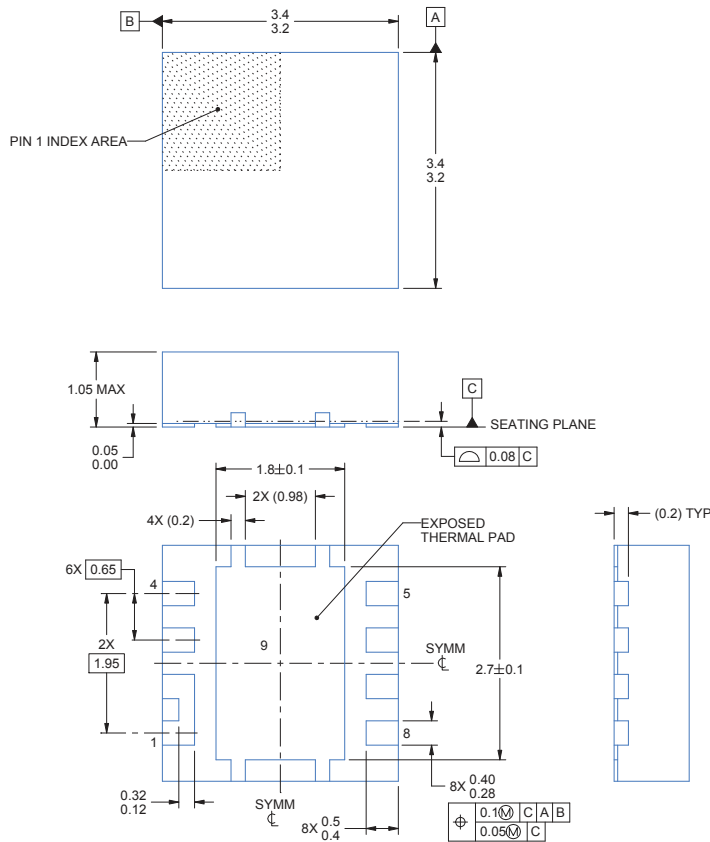 B
3.4
3.2
A
PIN 1 INDEX AREA
3.4
3.2
1.05 MAX
C
SEATING PLANE
0.05
0.00
⌓ 0.08 C
1.8±0.1
2X (0.98)
4X (0.2)
EXPOSED
THERMAL PAD
(0.2) TYP
6X 0.65
4
5
2X
1.95
9
SYMM
℄
2.7±0.1
1
8
0.32
0.12
SYMM
℄
8X 0.5
0.4
8X 0.40
0.28
⌖ 0.1Ⓜ C A B
0.05Ⓜ C